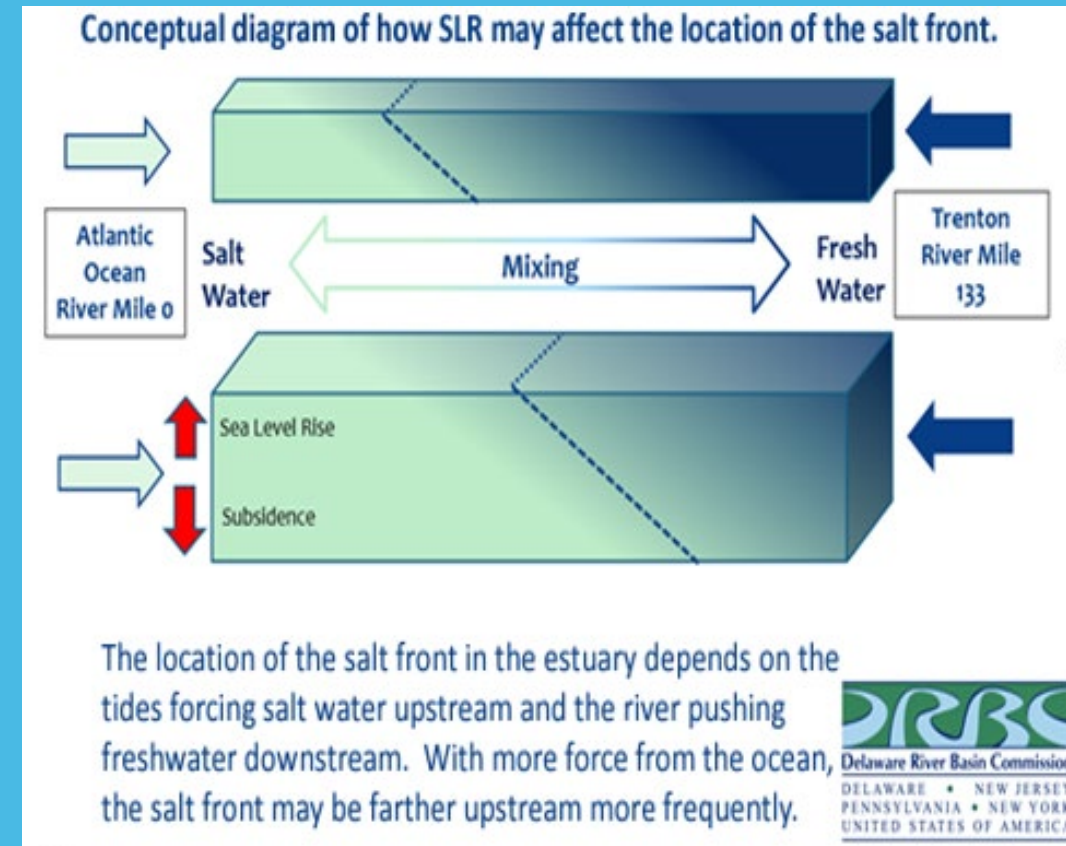 Conceptual diagram of how SLR may affect the location of the salt front.
Atlantic
Ocean
River Mile 0
Salt
Water
Mixing
Fresh
Water
Trenton
River Mile
133
Sea Level Rise
Subsidence
The location of the salt front in the estuary depends on the
tides forcing salt water upstream and the river pushing
freshwater downstream. With more force from the ocean,
the salt front may be farther upstream more frequently.
DRBC
Delaware River Basin Commission
DELAWARE • NEW JERSEY
PENNSYLVANIA • NEW YORK
UNITED STATES OF AMERICA